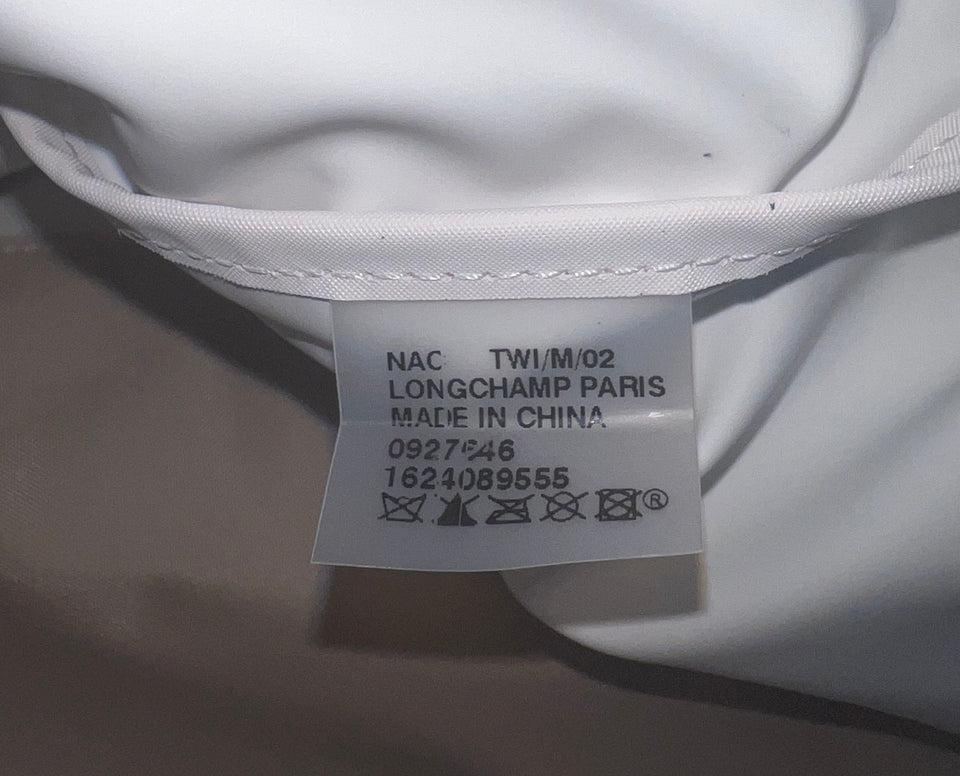 NAC TWI/M/02
LONGCHAMP PARIS
MADE IN CHINA
1624089555
®